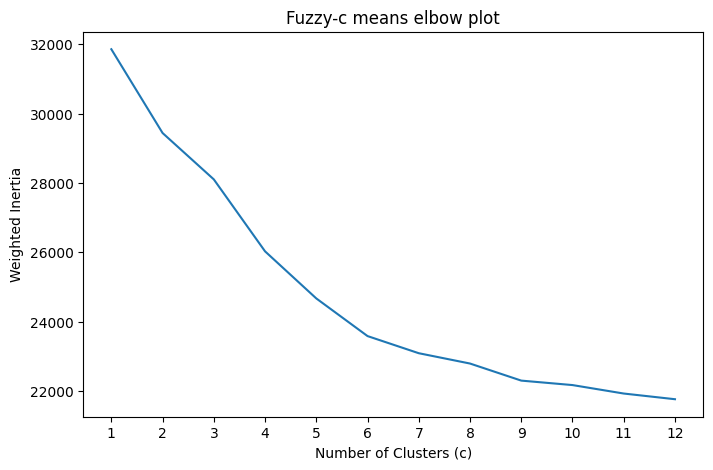 Fuzzy-c means elbow plot
32000
30000
28000
26000
24000
22000
Weighted Inertia
1 2 3 4 5 6 7 8 9 10 11 12
Number of Clusters (c)